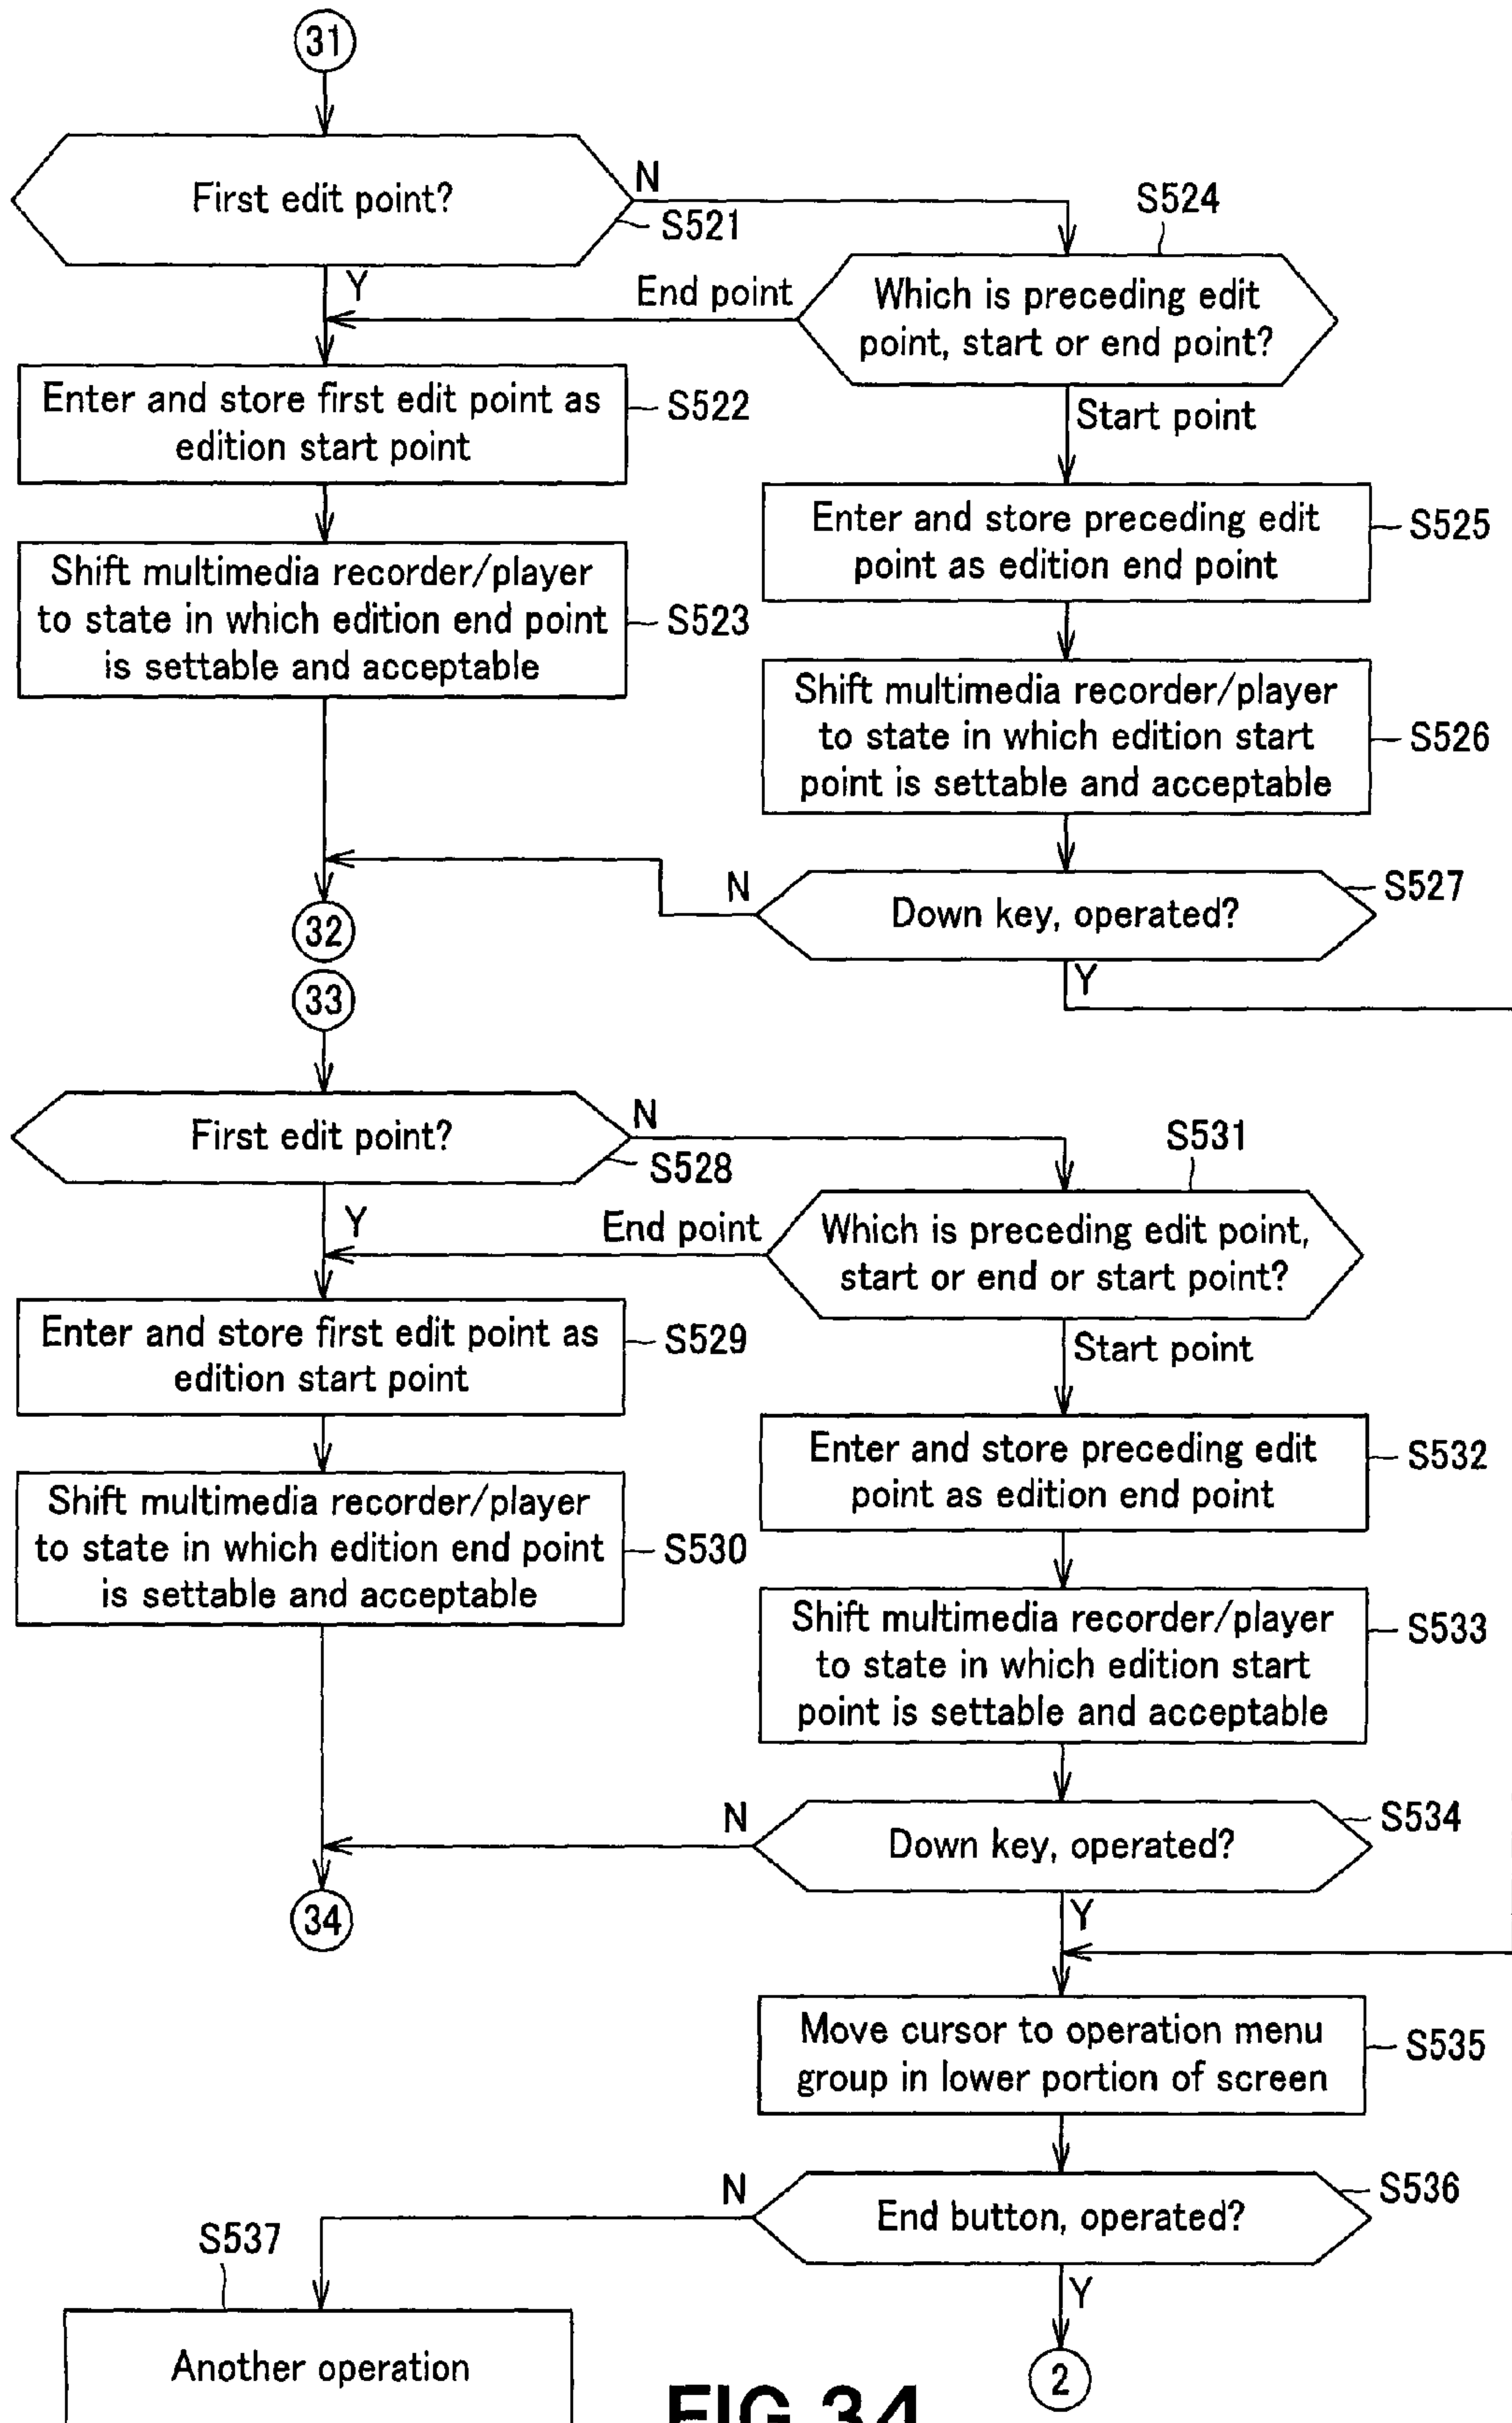 31
First edit point?
N
S521
S524
Y
End point
Which is preceding edit
point, start or end point?
Start point
Enter and store first edit point as
edition start point
S522
Enter and store preceding edit
point as edition end point
S525
Shift multimedia recorder/player
to state in which edition end point
is settable and acceptable
S523
Shift multimedia recorder/player
to state in which edition start
point is settable and acceptable
S526
N
Down key, operated?
S527
Y
32
33
First edit point?
N
S528
S531
Y
End point
Which is preceding edit point,
start or end or start point?
Start point
Enter and store first edit point as
edition start point
S529
Enter and store preceding edit
point as edition end point
S532
Shift multimedia recorder/player
to state in which edition end point
is settable and acceptable
S530
Shift multimedia recorder/player
to state in which edition start
point is settable and acceptable
S533
N
Down key, operated?
S534
Y
34
Move cursor to operation menu
group in lower portion of screen
S535
N
End button, operated?
S536
Y
S537
Another operation
2
FIG.34